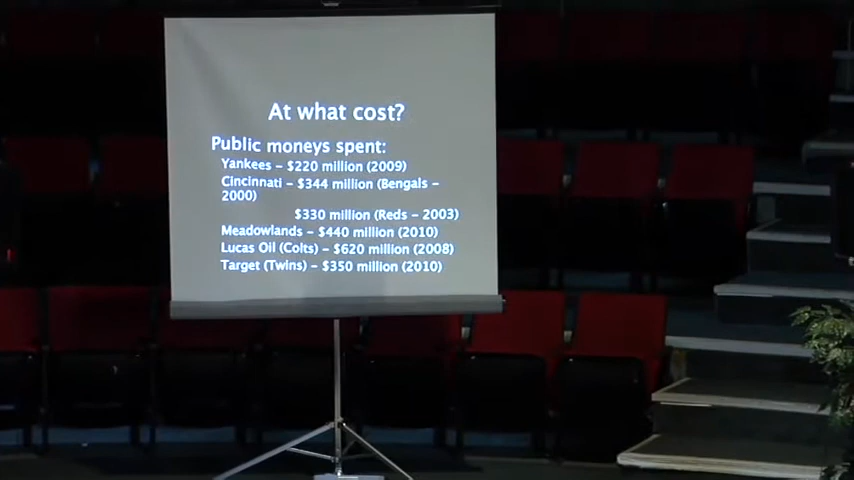 At what cost?
Public moneys spent:
Yankees – $220 million (2009)
Cincinnati – $344 million (Bengals –
2000)
$330 million (Reds – 2003)
Meadowlands – $440 million (2010)
Lucas Oil (Colts) – $620 million (2008)
Target (Twins) – $350 million (2010)